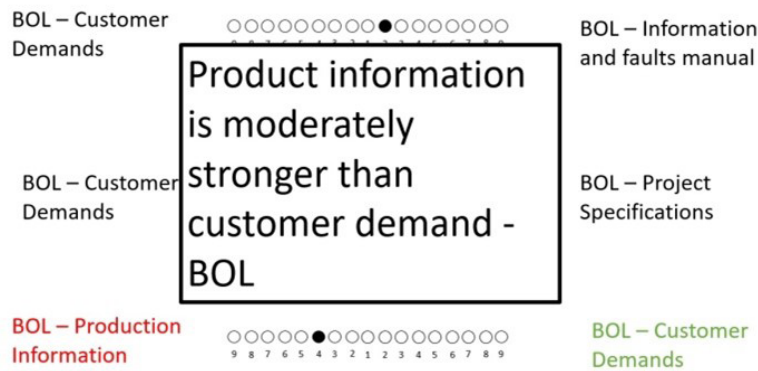 BOL – Customer
Demands
BOL – Information
and faults manual
Product information
is moderately
stronger than
customer demand -
BOL
BOL – Customer
Demands
BOL – Project
Specifications
BOL – Production
Information
9 8 7 6 5 4 3 2 1 2 3 4 5 6 7 8 9
BOL – Customer
Demands